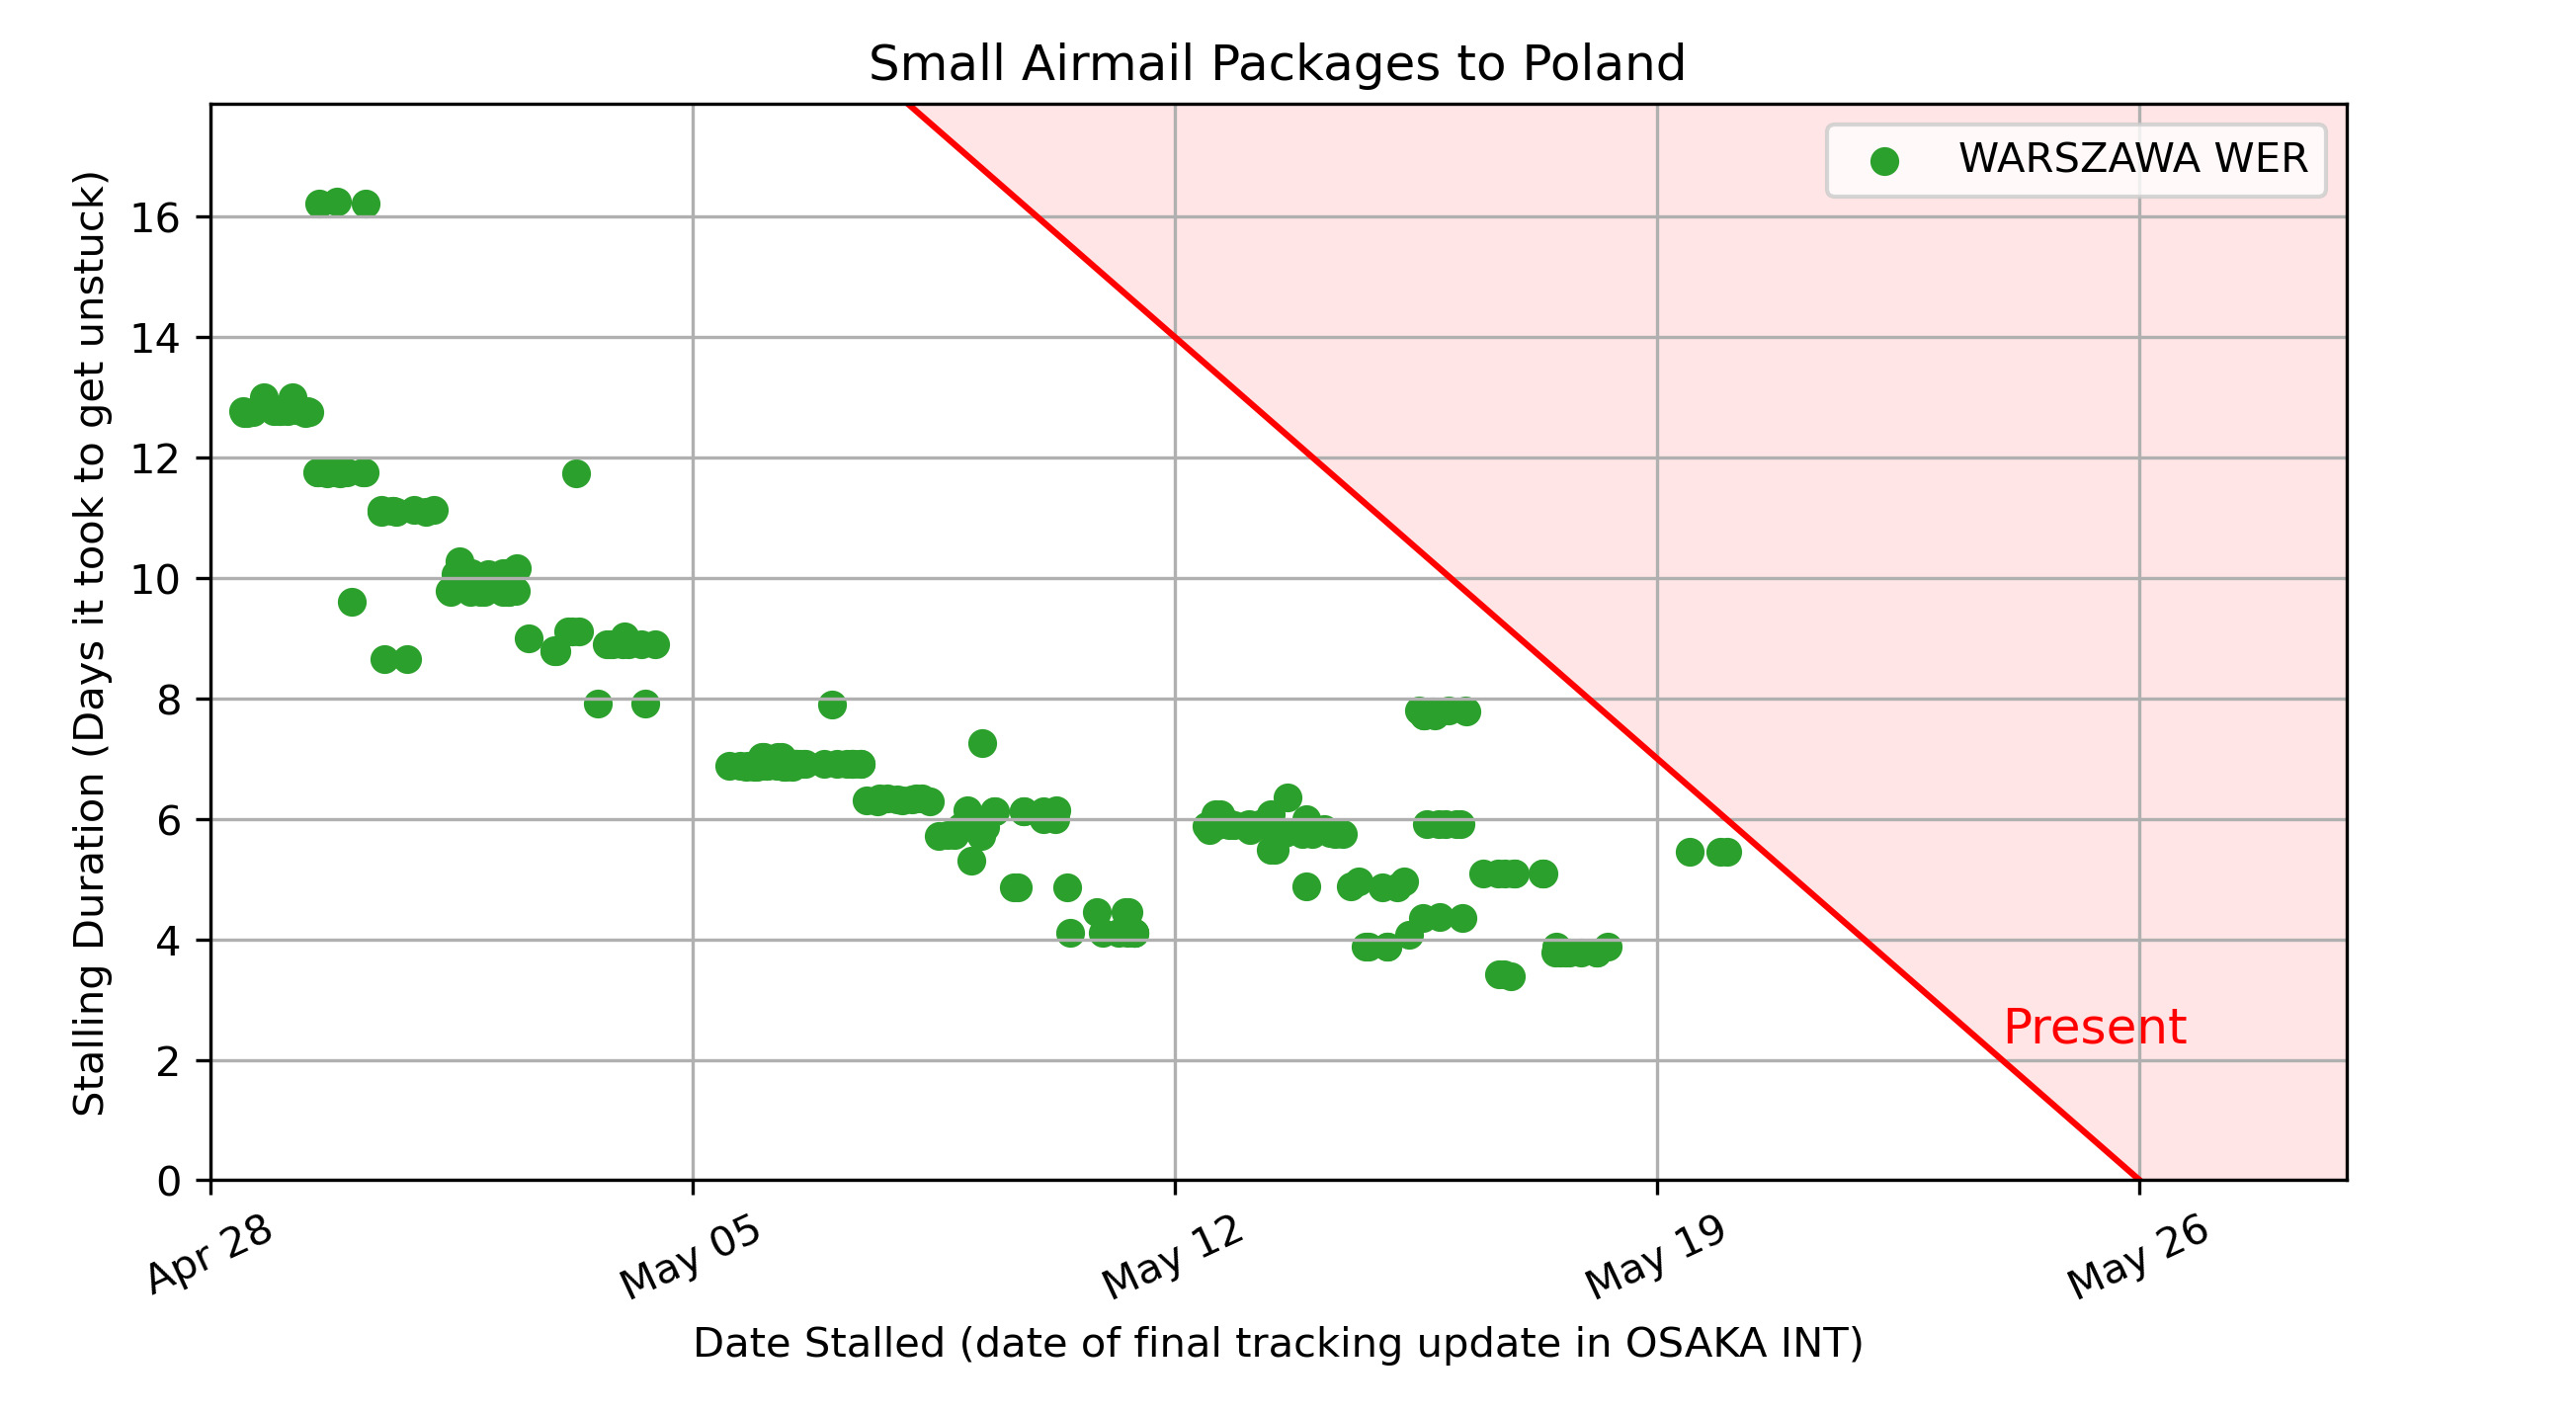 Small Airmail Packages to Poland
WARSZAWA WER
Stalling Duration (Days it took to get unstuck)
16
14
12
10
8
6
4
2
0
Present
Apr 28
May 05
May 12
May 19
May 26
Date Stalled (date of final tracking update in OSAKA INT)